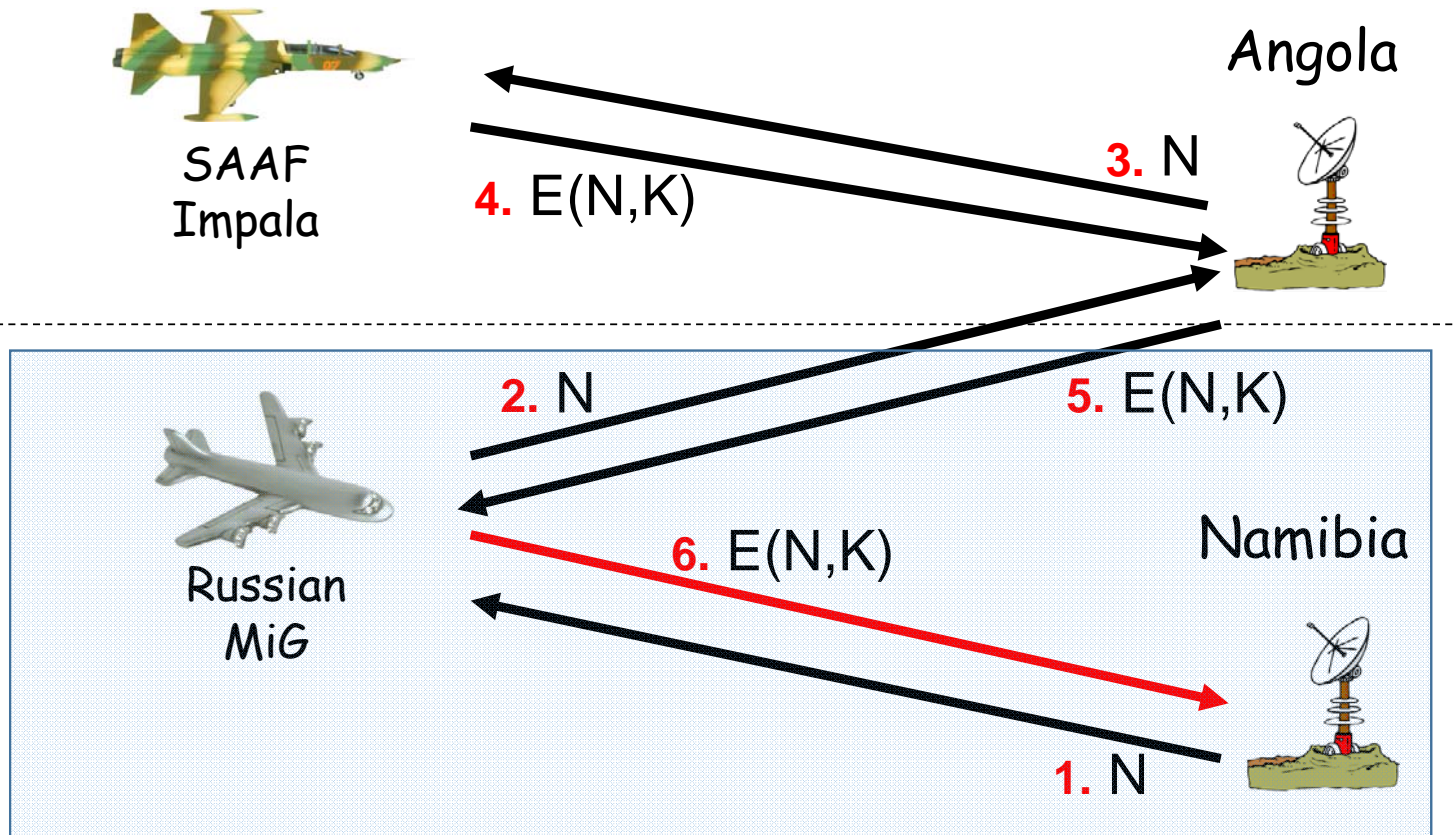 Angola
SAAF
Impala
3. N
4. E(N,K)
2. N
5. E(N,K)
Russian
MiG
6. E(N,K)
Namibia
1. N